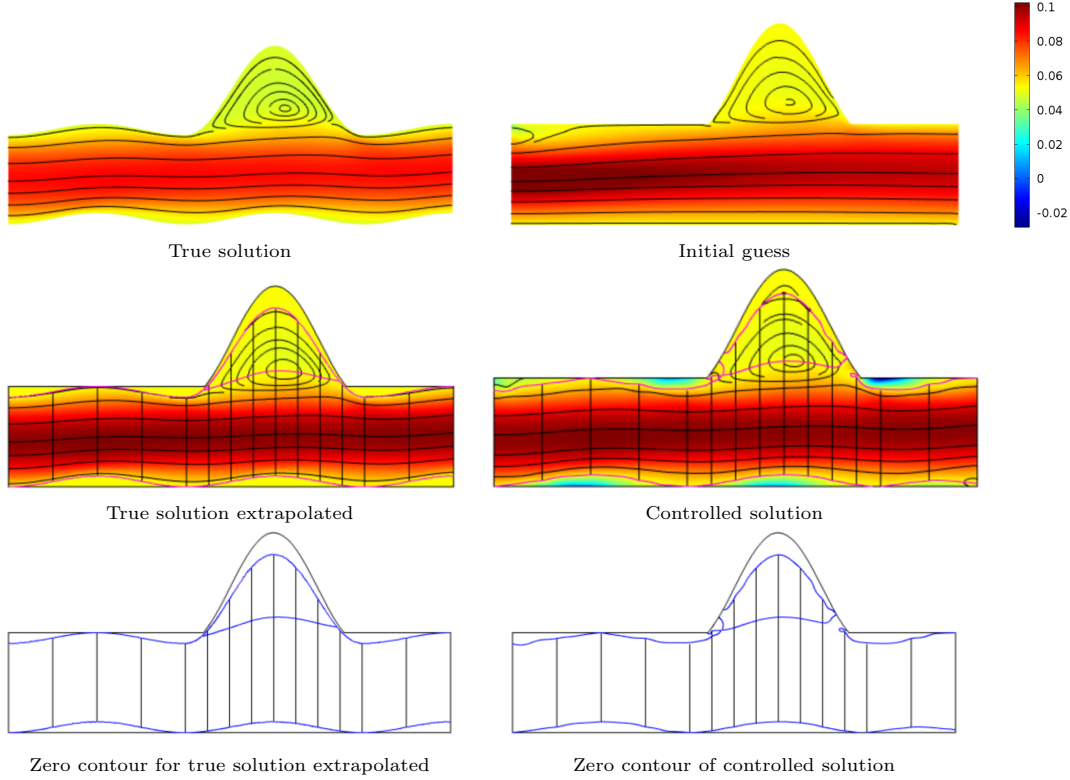 0.1
0.08
0.06
0.04
0.02
0
-0.02
True solution
Initial guess
True solution extrapolated
Controlled solution
Zero contour for true solution extrapolated
Zero contour of controlled solution